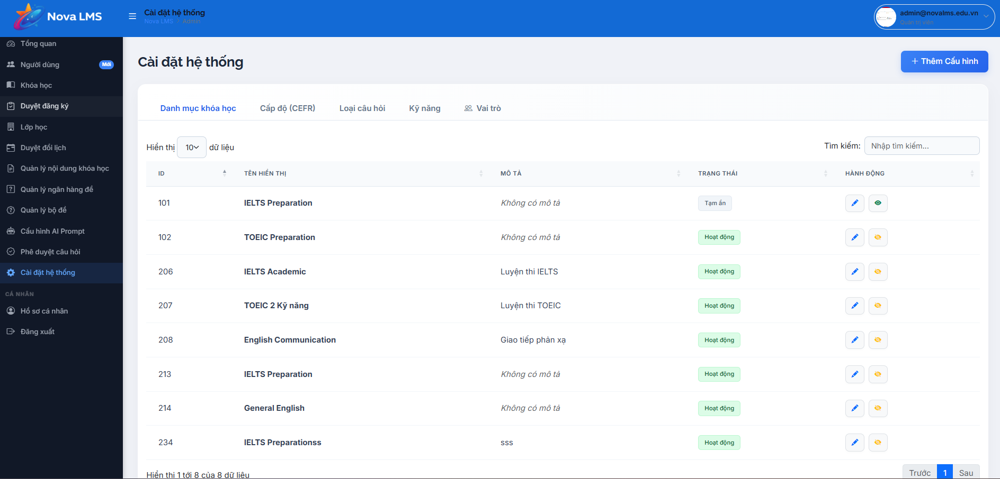 Nova LMS
Cài đặt hệ thống
Nova LMS > Admin
admin@novalms.edu.vn
Quản trị viên
Tổng quan
Người dùng
Mới
Khóa học
Duyệt đăng ký
Lớp học
Duyệt đổi lịch
Quản lý nội dung khóa học
Quản lý ngân hàng đề
Quản lý bộ đề
Cấu hình AI Prompt
Phê duyệt câu hỏi
Cài đặt hệ thống
CÁ NHÂN
Hồ sơ cá nhân
Đăng xuất
Cài đặt hệ thống
+ Thêm Cấu hình
Danh mục khóa học
Cấp độ (CEFR)
Loại câu hỏi
Kỹ năng
Vai trò
Hiển thị 10 dữ liệu
Tìm kiếm: Nhập tìm kiếm...
ID TÊN HIỂN THỊ MÔ TẢ TRẠNG THÁI HÀNH ĐỘNG
101 IELTS Preparation Không có mô tả Tạm ẩn
102 TOEIC Preparation Không có mô tả Hoạt động
206 IELTS Academic Luyện thi IELTS Hoạt động
207 TOEIC 2 Kỹ năng Luyện thi TOEIC Hoạt động
208 English Communication Giao tiếp phản xạ Hoạt động
213 IELTS Preparation Không có mô tả Hoạt động
214 General English Không có mô tả Hoạt động
234 IELTS Preparationss sss Hoạt động
Hiển thị 1 tới 8 của 8 dữ liệu
Trước 1 Sau